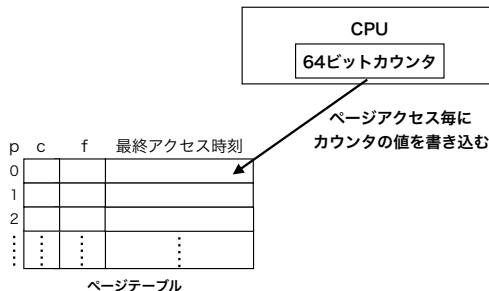 CPU
64ビットカウンタ
ページアクセス毎に
カウンタの値を書き込む
p c f 最終アクセス時刻
0
1
2
ページテーブル